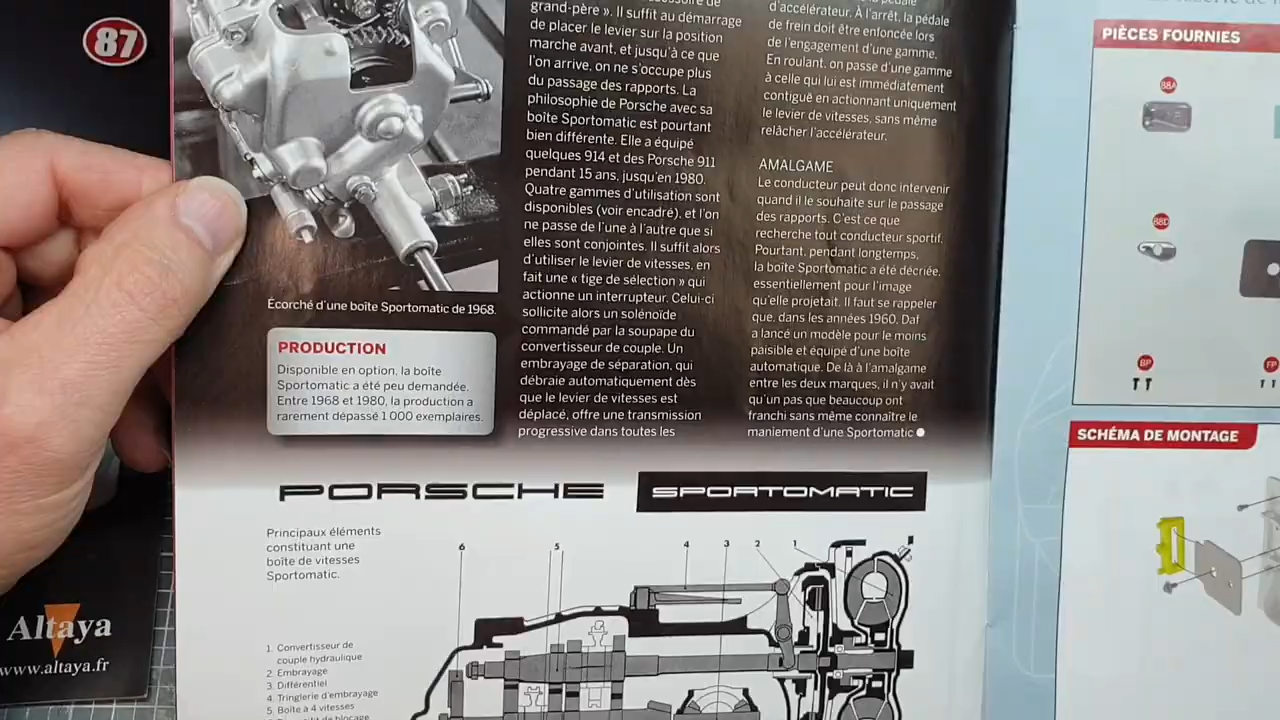 87
Altaya
www.altaya.fr
Écorché d'une boîte Sportomatic de 1968.
PRODUCTION
Disponible en option, la boîte
Sportomatic a été peu demandée.
Entre 1968 et 1980, la production a
rarement dépassé 1 000 exemplaires.
grand-père ». Il suffit au démarrage
de placer le levier sur la position
marche avant, et jusqu'à ce que
l'on arrive, on ne s'occupe plus
du passage des rapports. La
philosophie de Porsche avec sa
boîte Sportomatic est pourtant
bien différente. Elle a équipé
quelques 914 et des Porsche 911
pendant 15 ans, jusqu'en 1980.
Quatre gammes d'utilisation sont
disponibles (voir encadré), et l'on
ne passe de l'une à l'autre que si
elles sont conjointes. Il suffit alors
d'utiliser le levier de vitesses, en
fait une « tige de sélection » qui
actionne un interrupteur. Celui-ci
sollicite alors un solénoïde
commandé par la soupape du
convertisseur de couple. Un
embrayage de séparation, qui
débraie automatiquement dès
que le levier de vitesses est
déplacé, offre une transmission
progressive dans toutes les
d'accélérateur. À l'arrêt, la pédale
de frein doit être enfoncée lors
de l'engagement d'une gamme.
En roulant, on passe d'une gamme
à celle qui lui est immédiatement
contiguë en actionnant uniquement
le levier de vitesses, sans même
relâcher l'accélérateur.
AMALGAME
Le conducteur peut donc intervenir
quand il le souhaite sur le passage
des rapports. C'est ce que
recherche tout conducteur sportif.
Pourtant, pendant longtemps,
la boîte Sportomatic a été décriée,
essentiellement pour l'image
qu'elle projetait. Il faut se rappeler
que, dans les années 1960, Daf
a lancé un modèle pour le moins
paisible et équipé d'une boîte
automatique. De là à l'amalgame
entre les deux marques, il n'y avait
qu'un pas que beaucoup ont
franchi sans même connaître le
maniement d'une Sportomatic
PORSCHE
SPORTOMATIC
Principaux éléments
constituant une
boîte de vitesses
Sportomatic.
6 5 4 3 2 1
1. Convertisseur de
couple hydraulique
2. Embrayage
3. Différentiel
4. Tringlerie d'embrayage
5. Boîte à 4 vitesses
PIÈCES FOURNIES
88A
88D
BP
FP
SCHÉMA DE MONTAGE